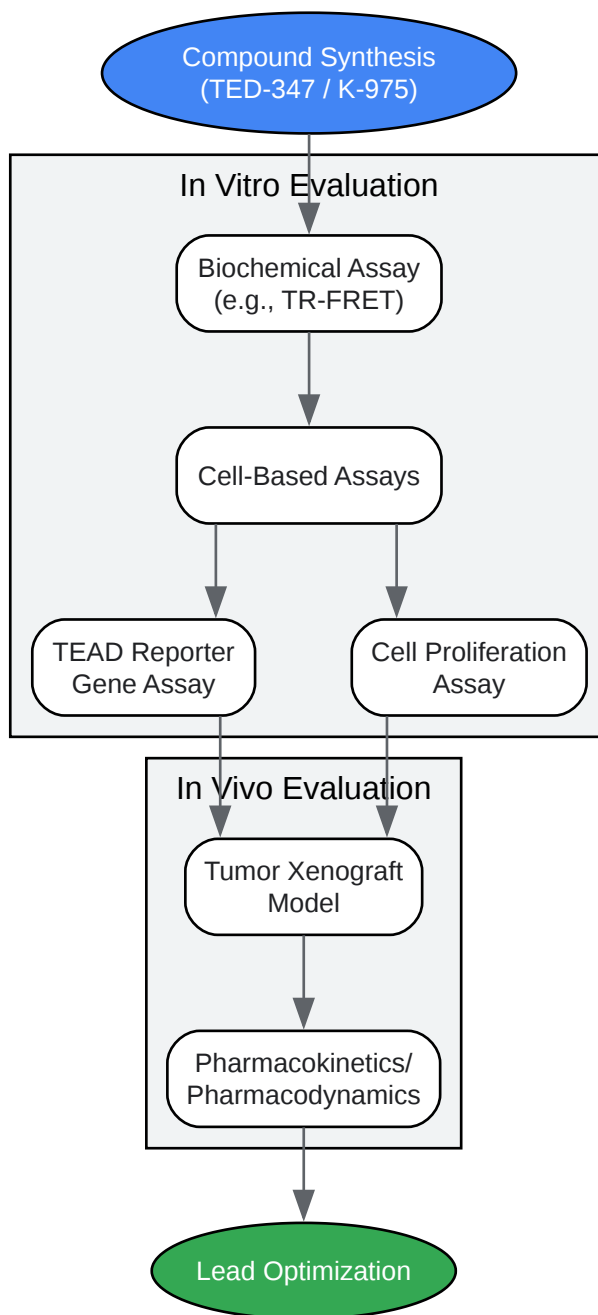 Compound Synthesis
(TED-347 / K-975)
In Vitro Evaluation
Biochemical Assay
(e.g., TR-FRET)
Cell-Based Assays
TEAD Reporter
Gene Assay
Cell Proliferation
Assay
In Vivo Evaluation
Tumor Xenograft
Model
Pharmacokinetics/
Pharmacodynamics
Lead Optimization